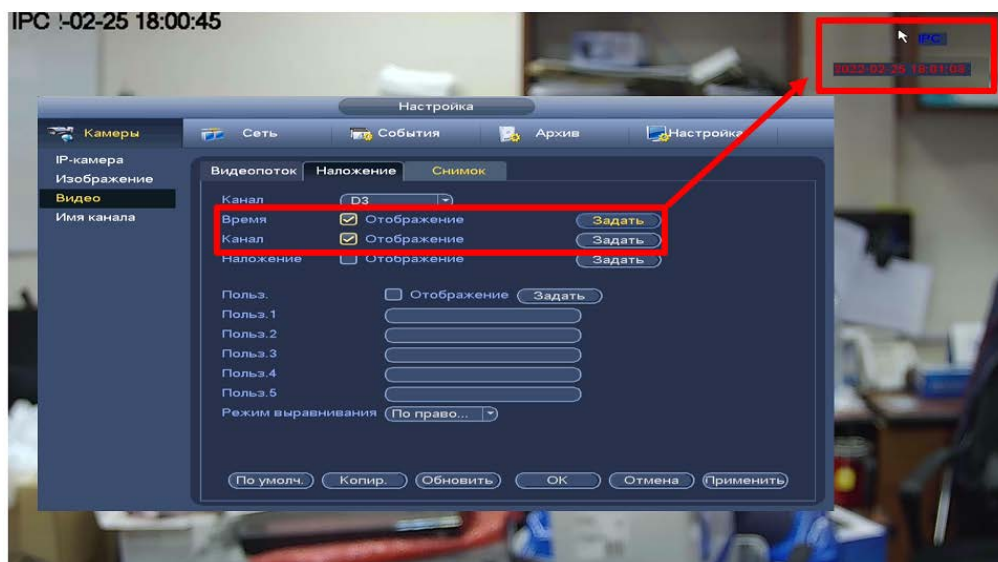 IPC :-02-25 18:00:45
IPC
2022-02-25 18:01:08
Настройка
Камеры Сеть События Архив Настройка
IP-камера
Изображение
Видео
Имя канала
Видеопоток Наложение Снимок
Канал D3
Время Отображение Задать
Канал Отображение Задать
Наложение Отображение Задать
Польз. Отображение Задать
Польз.1
Польз.2
Польз.3
Польз.4
Польз.5
Режим выравнивания По право...
По умолч. Копир. Обновить ОК Отмена Применить